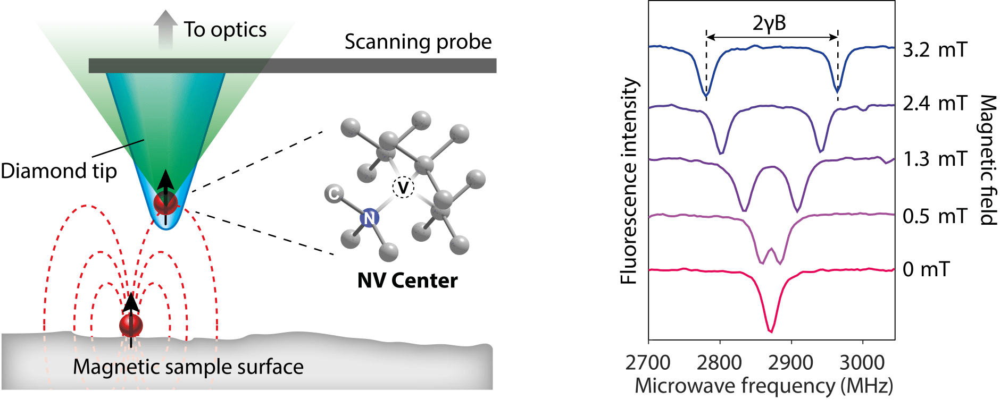 To optics
Scanning probe
Diamond tip
C
V
N
NV Center
Magnetic sample surface
2γB
3.2 mT
2.4 mT
1.3 mT
0.5 mT
0 mT
Fluorescence intensity
Magnetic field
2700 2800 2900 3000
Microwave frequency (MHz)